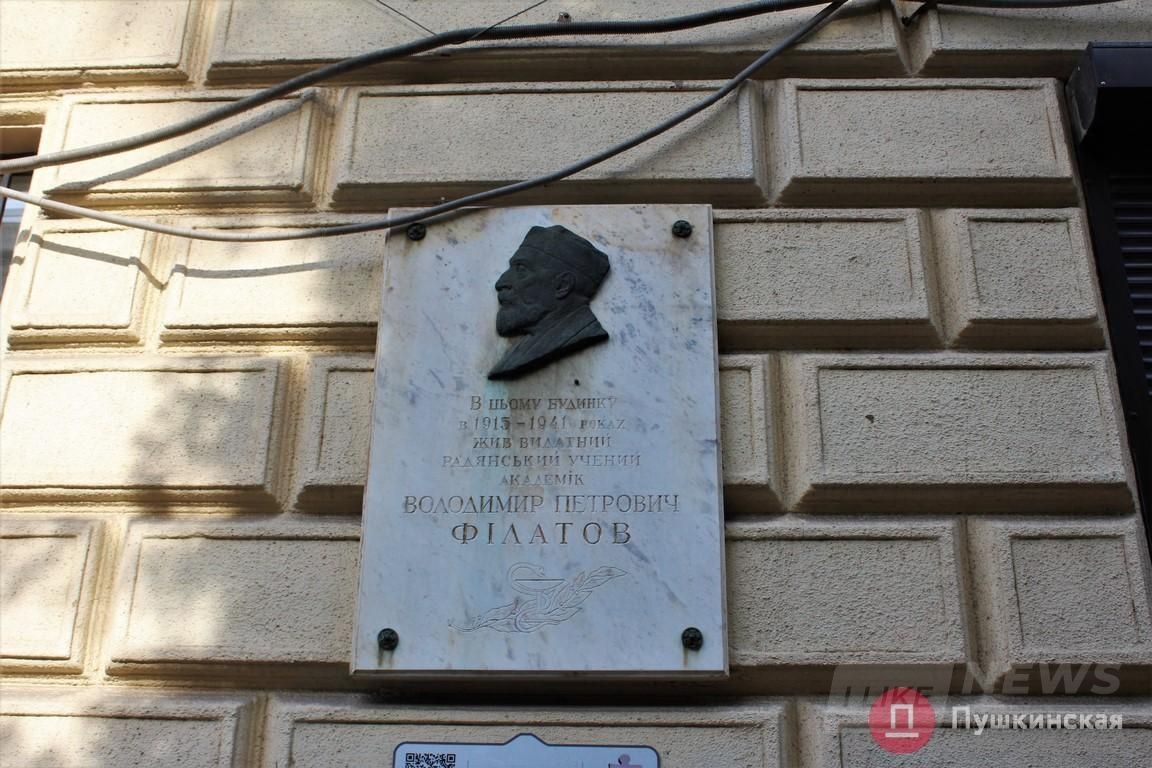 В ЦЬОМУ БУДИНКУ
в 1915-1941 РОКАХ
ЖИВ ВИДАТНИЙ
РАДЯНСЬКИЙ УЧЕНИЙ
АКАДЕМІК
ВОЛОДИМИР ПЕТРОВИЧ
ФІЛАТОВ
NEWS
Пушкинская